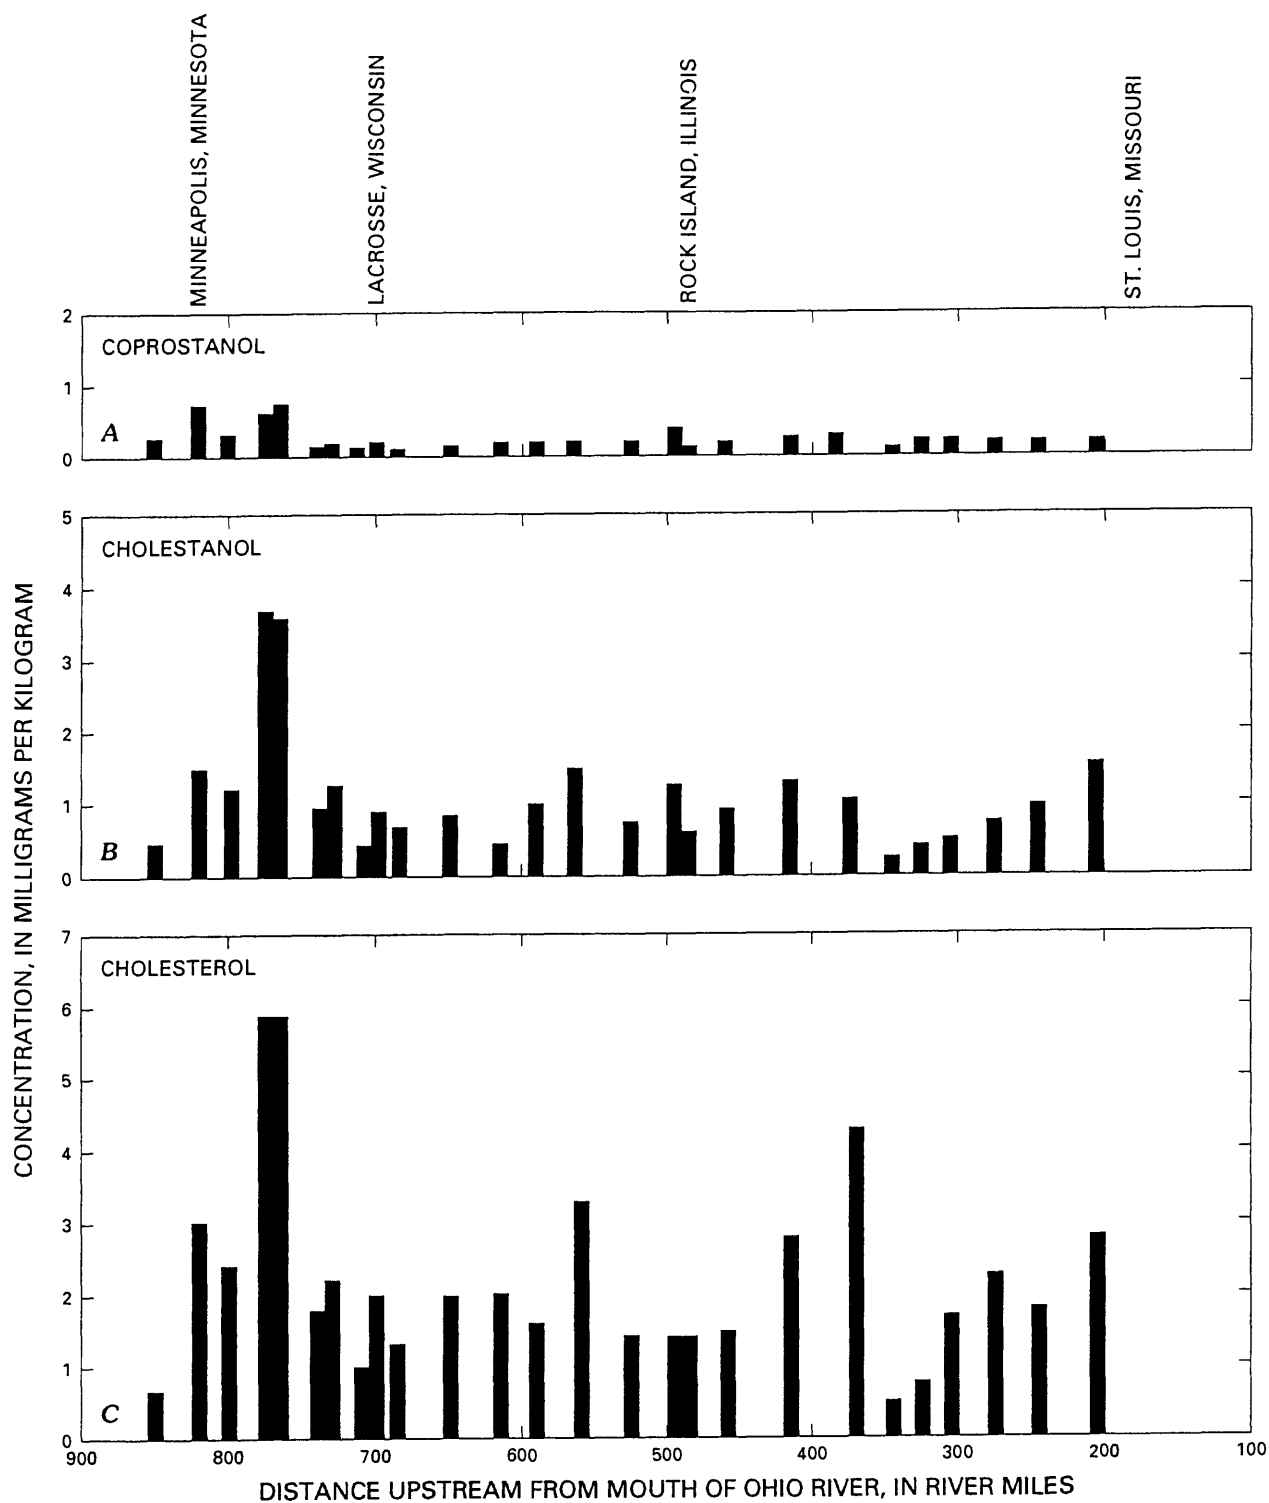 MINNEAPOLIS, MINNESOTA
LACROSSE, WISCONSIN
ROCK ISLAND, ILLINOIS
ST. LOUIS, MISSOURI
CONCENTRATION, IN MILLIGRAMS PER KILOGRAM
2
COPROSTANOL
1
A
0
5
CHOLESTANOL
4
3
2
1
B
0
7
CHOLESTEROL
6
5
4
3
2
1
C
0
900 800 700 600 500 400 300 200 100
DISTANCE UPSTREAM FROM MOUTH OF OHIO RIVER, IN RIVER MILES